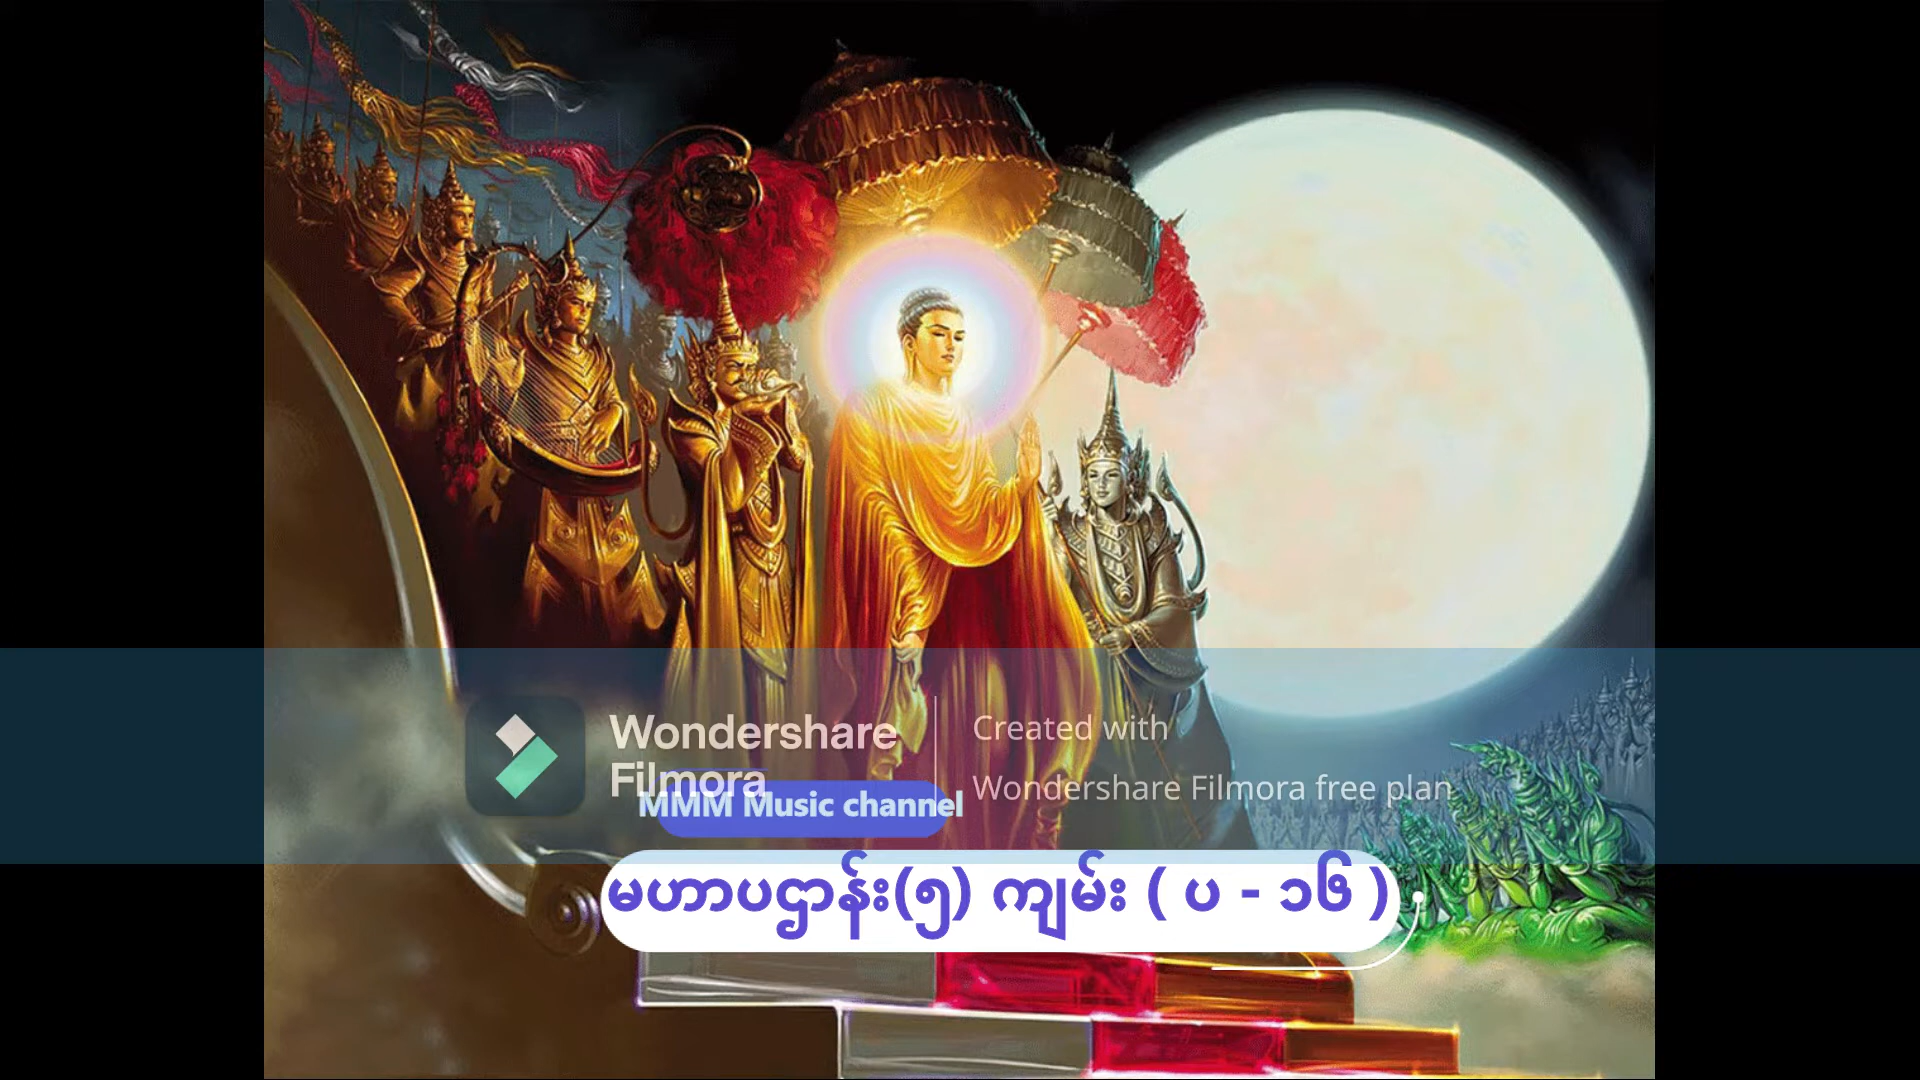 Wondershare
Filmora
Created with
Wondershare Filmora free plan
MMM Music channel
မဟာပဌာန်း(၅) ကျမ်း ( ပ - ၁၆ )